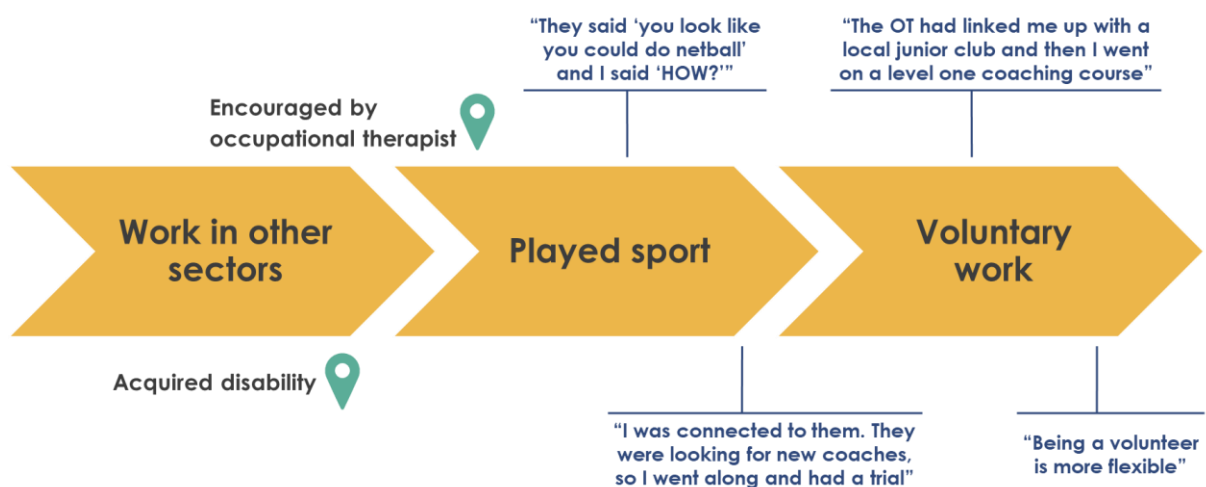 “They said ‘you look like
you could do netball’
and I said ‘HOW?’”
“The OT had linked me up with a
local junior club and then I went
on a level one coaching course”
Encouraged by
occupational therapist
Work in other
sectors
Played sport
Voluntary
work
Acquired disability
“I was connected to them. They
were looking for new coaches,
so I went along and had a trial”
“Being a volunteer
is more flexible”